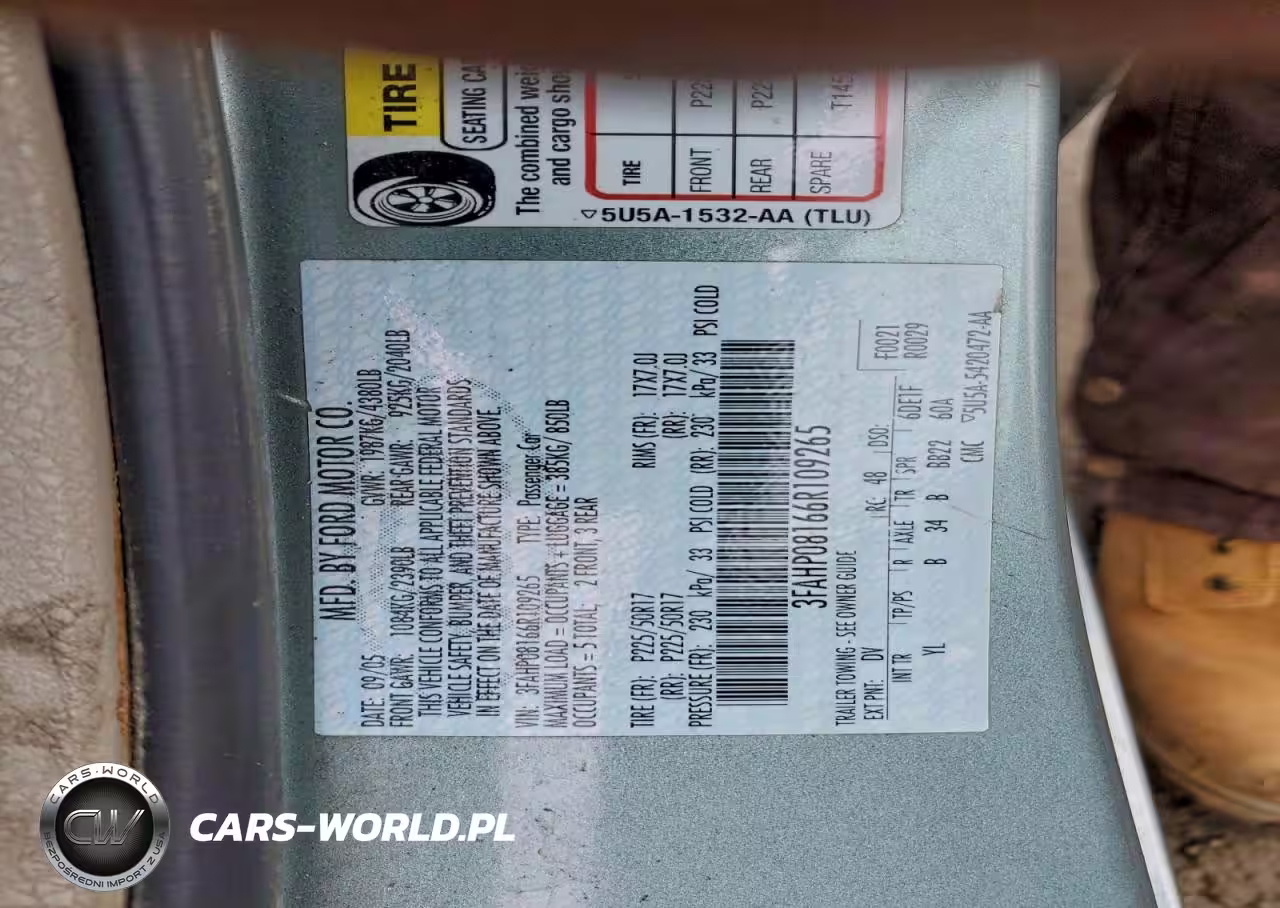 TIRE
SEATING CA
The combined weig
and cargo sho
TIRE
FRONT P22
REAR P22
SPARE T145
▽5U5A-1532-AA (TLU)
MFD. BY FORD MOTOR CO.
DATE: 09/05 GVWR: 1987KG/4380LB
FRONT GAWR: 1084KG/2390LB REAR GAWR: 925KG/2040LB
THIS VEHICLE CONFORMS TO ALL APPLICABLE FEDERAL MOTOR
VEHICLE SAFETY, BUMPER, AND THEFT PREVENTION STANDARDS
IN EFFECT ON THE DATE OF MANUFACTURE SHOWN ABOVE.
VIN: 3FAHP08166R109265 TYPE: Passenger Car
MAXIMUM LOAD = OCCUPANTS + LUGGAGE = 385KG/ 850LB
OCCUPANTS = 5 TOTAL: 2 FRONT, 3 REAR
TIRE (FR): P225/50R17 RIMS (FR): 17X7.0J
(RR): P225/50R17 (RR): 17X7.0J
PRESSURE (FR): 230 kPa/ 33 PSI COLD (RR): 230 kPa/ 33 PSI COLD
3FAHP08166R109265
TRAILER TOWING - SEE OWNER GUIDE
F0021
EXT PNT: DV RC: 48 DSO: R0029
INT TR TP/PS R AXLE TR SPR 6DE1F
YL B 34 B BB22 60A
CMC ▽5U5A-5420472-AA
CARS-WORLD
CW
BEZPOŚREDNI IMPORT Z USA
CARS-WORLD.PL